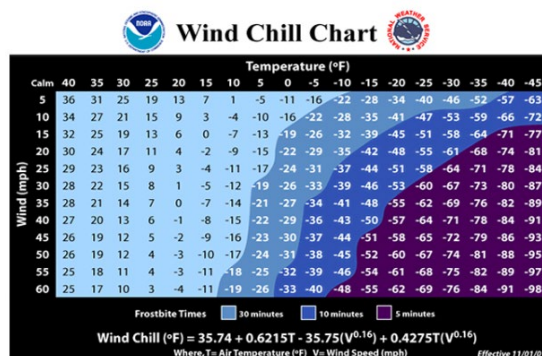 NOAA
Wind Chill Chart
NATIONAL WEATHER SERVICE
Temperature (°F)
Calm 40 35 30 25 20 15 10 5 0 -5 -10 -15 -20 -25 -30 -35 -40 -45
5 36 31 25 19 13 7 1 -5 -11 -16 -22 -28 -34 -40 -46 -52 -57 -63
10 34 27 21 15 9 3 -4 -10 -16 -22 -28 -35 -41 -47 -53 -59 -66 -72
15 32 25 19 13 6 0 -7 -13 -19 -26 -32 -39 -45 -51 -58 -64 -71 -77
20 30 24 17 11 4 -2 -9 -15 -22 -29 -35 -42 -48 -55 -61 -68 -74 -81
25 29 23 16 9 3 -4 -11 -17 -24 -31 -37 -44 -51 -58 -64 -71 -78 -84
30 28 22 15 8 1 -5 -12 -19 -26 -33 -39 -46 -53 -60 -67 -73 -80 -87
35 28 21 14 7 0 -7 -14 -21 -27 -34 -41 -48 -55 -62 -69 -76 -82 -89
40 27 20 13 6 -1 -8 -15 -22 -29 -36 -43 -50 -57 -64 -71 -78 -84 -91
45 26 19 12 5 -2 -9 -16 -23 -30 -37 -44 -51 -58 -65 -72 -79 -86 -93
50 26 19 12 4 -3 -10 -17 -24 -31 -38 -45 -52 -60 -67 -74 -81 -88 -95
55 25 18 11 4 -3 -11 -18 -25 -32 -39 -46 -54 -61 -68 -75 -82 -89 -97
60 25 17 10 3 -4 -11 -19 -26 -33 -40 -48 -55 -62 -69 -76 -84 -91 -98
Wind (mph)
Frostbite Times 30 minutes 10 minutes 5 minutes
Wind Chill (°F) = 35.74 + 0.6215T - 35.75(V0.16) + 0.4275T(V0.16)
Where, T= Air Temperature (°F) V= Wind Speed (mph)
Effective 11/01/0